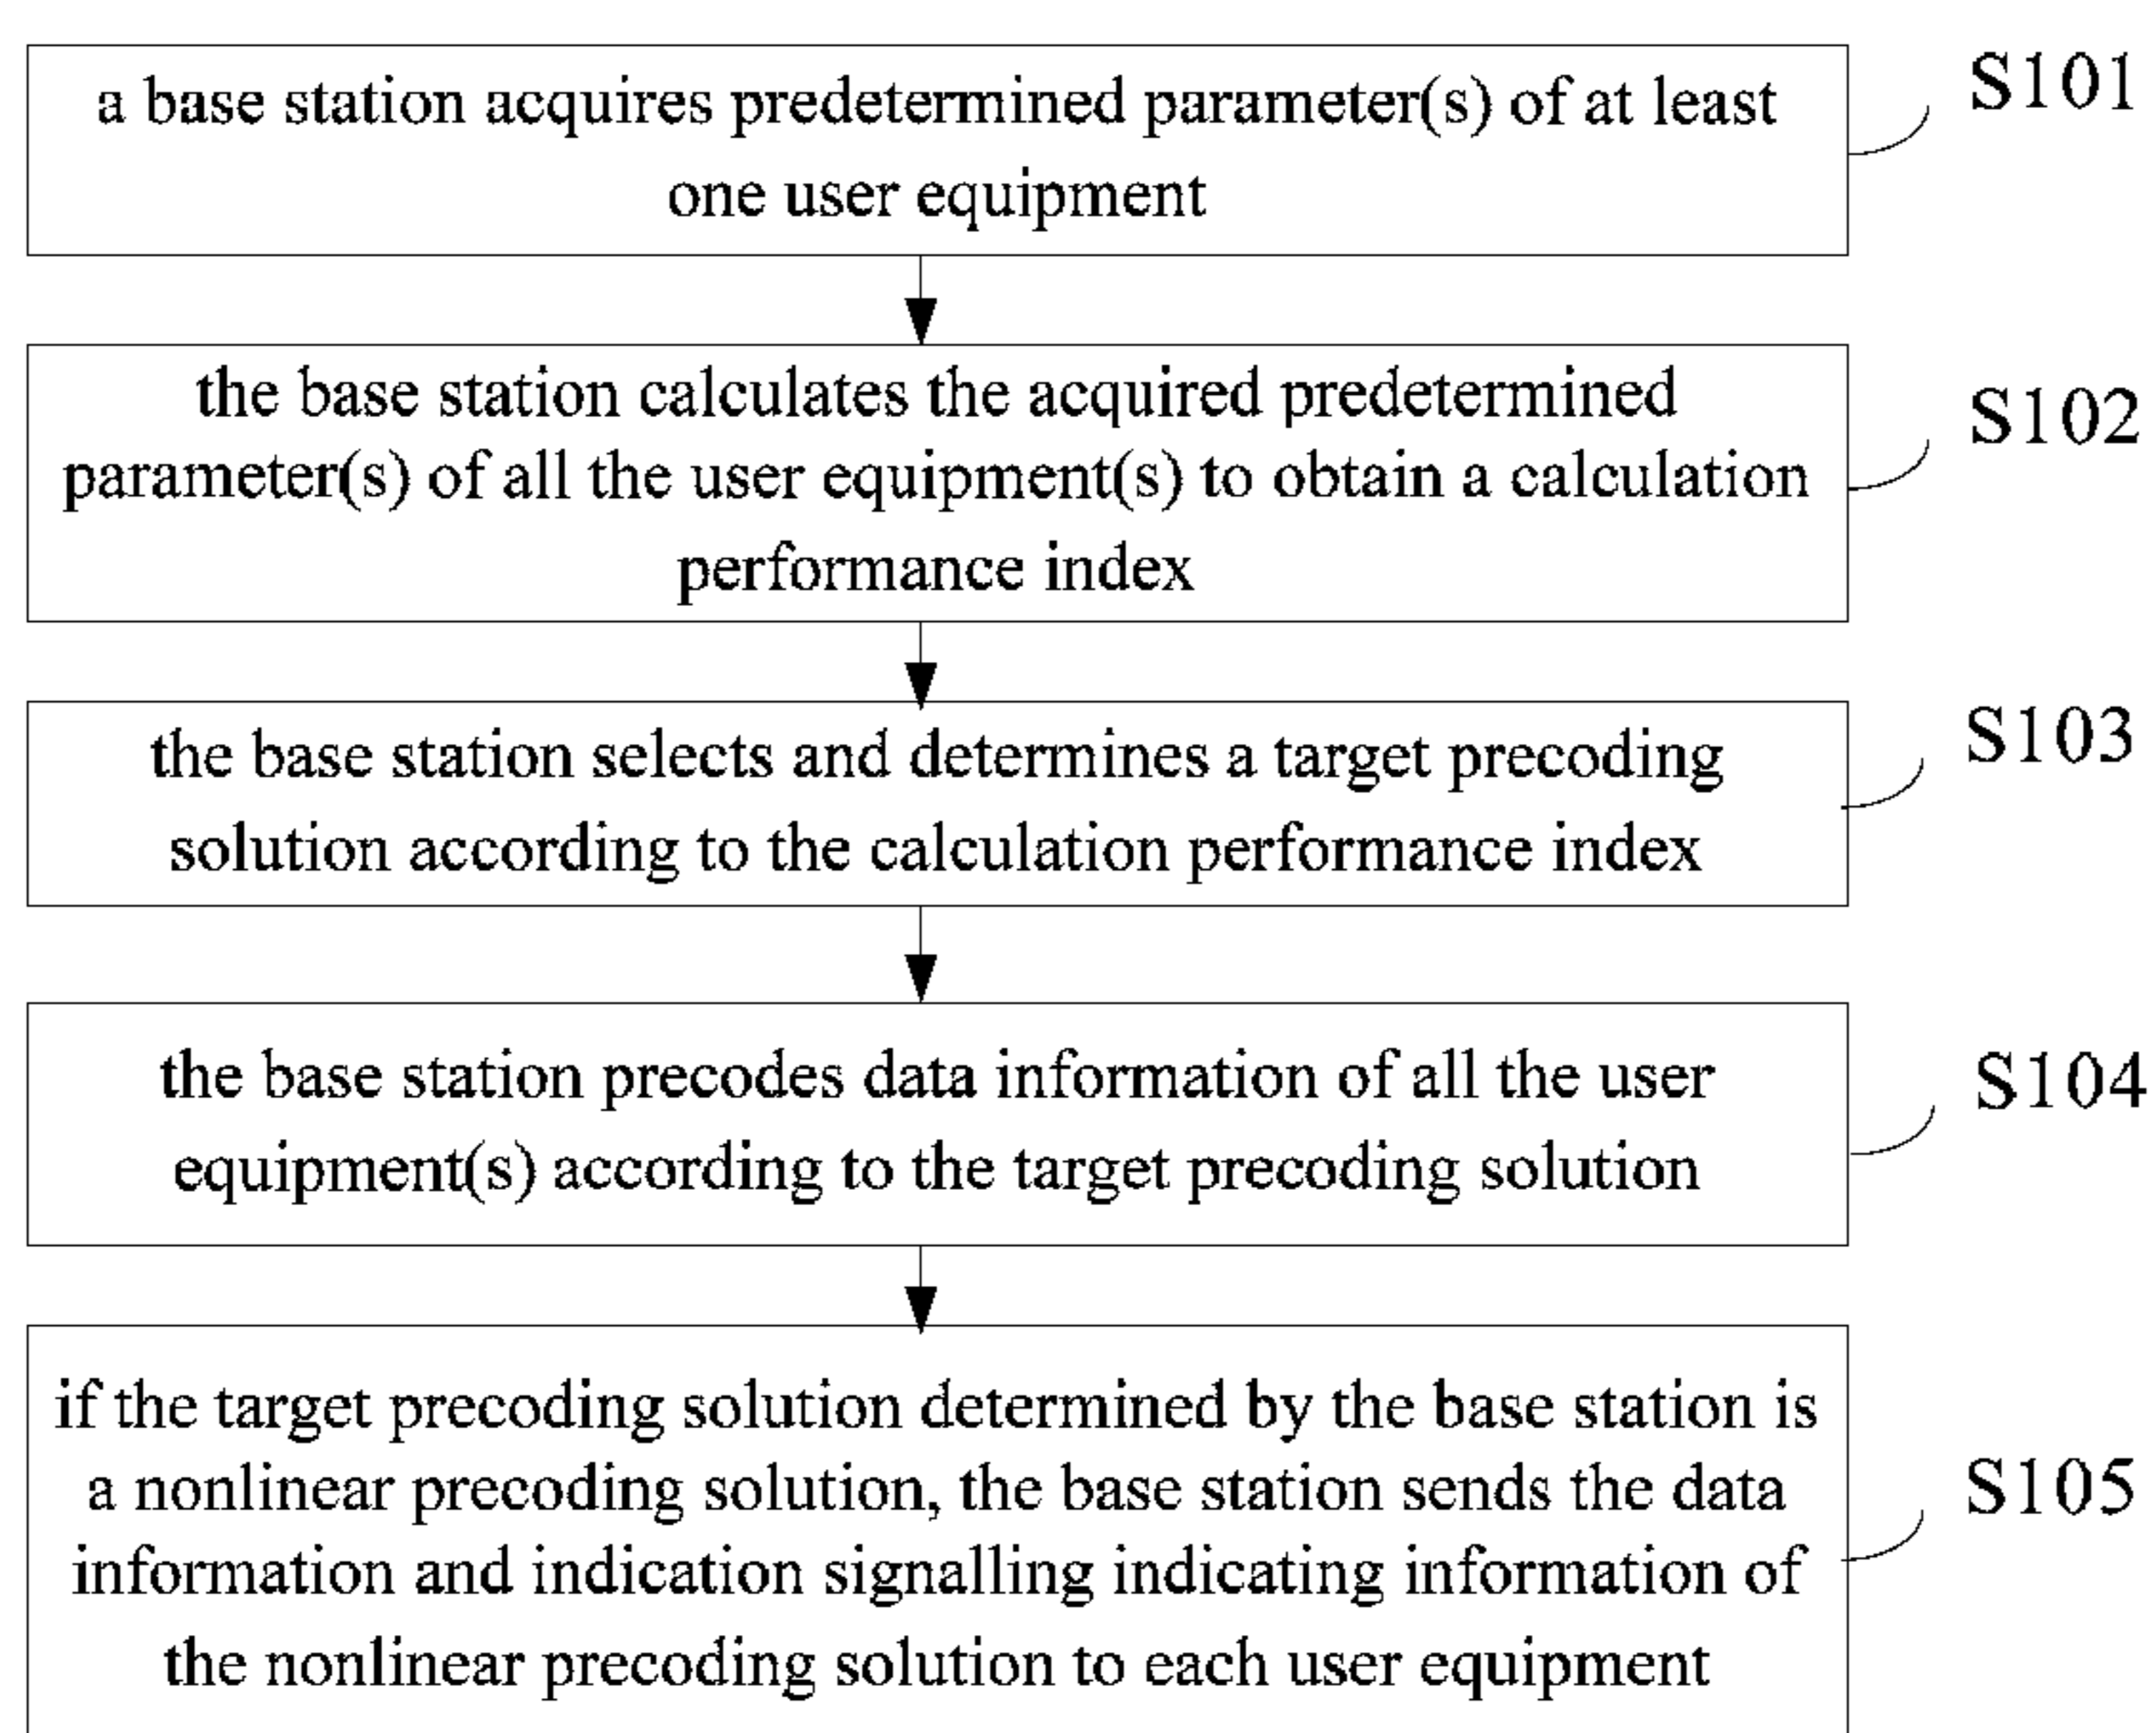 a base station acquires predetermined parameter(s) of at least
one user equipment
S101
the base station calculates the acquired predetermined
parameter(s) of all the user equipment(s) to obtain a calculation
performance index
S102
the base station selects and determines a target precoding
solution according to the calculation performance index
S103
the base station precodes data information of all the user
equipment(s) according to the target precoding solution
S104
if the target precoding solution determined by the base station is
a nonlinear precoding solution, the base station sends the data
information and indication signalling indicating information of
the nonlinear precoding solution to each user equipment
S105